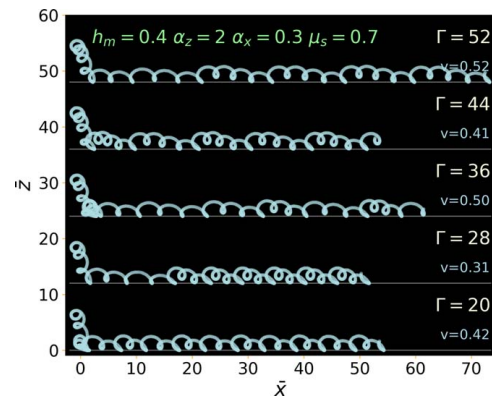 60
h_m = 0.4 α_z = 2 α_x = 0.3 μ_s = 0.7
Γ = 52
v=0.52
50
Γ = 44
v=0.41
40
Γ = 36
v=0.50
30
z̄
Γ = 28
v=0.31
20
10
Γ = 20
v=0.42
0
0 10 20 30 40 50 60 70
x̄